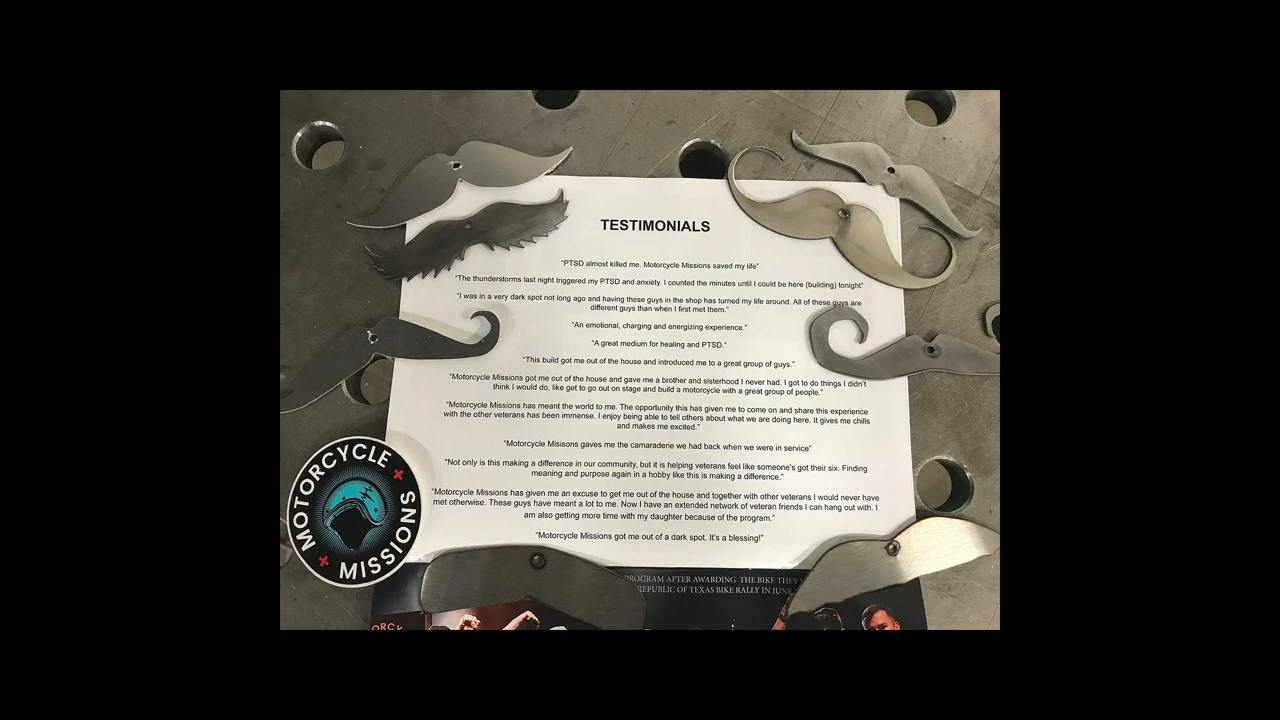 TESTIMONIALS
“PTSD almost killed me. Motorcycle Missions saved my life”
“The thunderstorms last night triggered my PTSD and anxiety. I counted the minutes until I could be here (building) tonight”
“I was in a very dark spot not long ago and having these guys in the shop has turned my life around. All of these guys are
different guys than when I first met them.”
“An emotional, charging and energizing experience.”
“A great medium for healing and PTSD.”
“This build got me out of the house and introduced me to a great group of guys.”
“Motorcycle Missions got me out of the house and gave me a brother and sisterhood I never had. I got to do things I didn’t
think I would do, like get to go out on stage and build a motorcycle with a great group of people.”
“Motorcycle Missions has meant the world to me. The opportunity this has given me to come on and share this experience
with the other veterans has been immense. I enjoy being able to tell others about what we are doing here. It gives me chills
and makes me excited.”
“Motorcycle Misisons gaves me the camaraderie we had back when we were in service”
“Not only is this making a difference in our community, but it is helping veterans feel like someone’s got their six. Finding
meaning and purpose again in a hobby like this is making a difference.”
“Motorcycle Missions has given me an excuse to get me out of the house and together with other veterans I would never have
met otherwise. These guys have meant a lot to me. Now I have an extended network of veteran friends I can hang out with. I
am also getting more time with my daughter because of the program.”
“Motorcycle Missions got me out of a dark spot. It’s a blessing!”
MOTORCYCLE
MISSIONS
PROGRAM AFTER AWARDING THE BIKE THEY
REPUBLIC OF TEXAS BIKE RALLY IN JUNE